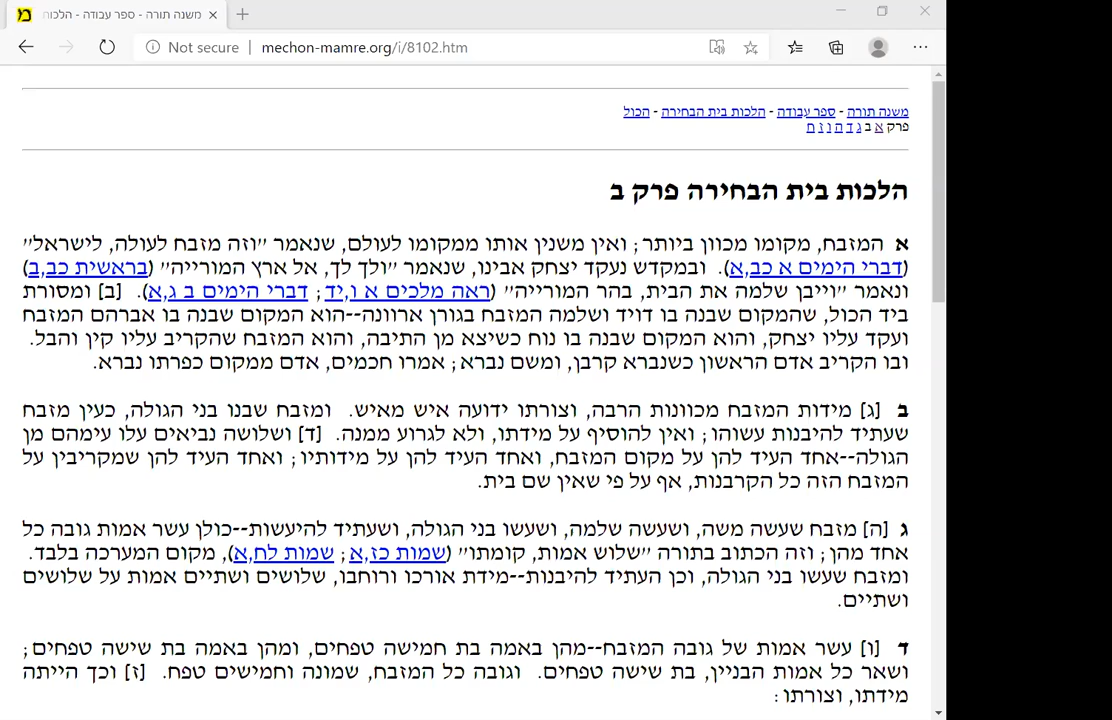 משנה תורה - ספר עבודה - הלכות
Not secure | mechon-mamre.org/i/8102.htm
משנה תורה - ספר עבודה - הלכות בית הבחירה - הכול
פרק א ב ג ד ה ו ז ח
הלכות בית הבחירה פרק ב
א המזבח, מקומו מכוון ביותר; ואין משנין אותו ממקומו לעולם, שנאמר "וזה מזבח לעולה, לישראל"
(דברי הימים א כב,א). ובמקדש נעקד יצחק אבינו, שנאמר "ולך לך, אל ארץ המורייה" (בראשית כב,ב)
ונאמר "וייבן שלמה את הבית, בהר המורייה" (ראה מלכים א ו,יד; דברי הימים ב ג,א). [ב] ומסורת
ביד הכול, שהמקום שבנה בו דויד ושלמה המזבח בגורן ארוונה--הוא המקום שבנה בו אברהם המזבח
ועקד עליו יצחק, והוא המקום שבנה בו נוח כשיצא מן התיבה, והוא המזבח שהקריב עליו קין והבל.
ובו הקריב אדם הראשון כשנברא קרבן, ומשם נברא; אמרו חכמים, אדם ממקום כפרתו נברא.
ב [ג] מידות המזבח מכוונות הרבה, וצורתו ידועה איש מאיש. ומזבח שבנו בני הגולה, כעין מזבח
שעתיד להיבנות עשוהו; ואין להוסיף על מידתו, ולא לגרוע ממנה. [ד] ושלושה נביאים עלו עימהם מן
הגולה--אחד העיד להן על מקום המזבח, ואחד העיד להן על מידותיו; ואחד העיד להן שמקריבין על
המזבח הזה כל הקרבנות, אף על פי שאין שם בית.
ג [ה] מזבח שעשה משה, ושעשה שלמה, ושעשו בני הגולה, ושעתיד להיעשות--כולן עשר אמות גובה כל
אחד מהן; וזה הכתוב בתורה "שלוש אמות, קומתו" (שמות כז,א; שמות לח,א), מקום המערכה בלבד.
ומזבח שעשו בני הגולה, וכן העתיד להיבנות--מידת אורכו ורוחבו, שלושים ושתיים אמות על שלושים
ושתיים.
ד [ו] עשר אמות של גובה המזבח--מהן באמה בת חמישה טפחים, ומהן באמה בת שישה טפחים;
ושאר כל אמות הבניין, בת שישה טפחים. וגובה כל המזבח, שמונה וחמישים טפח. [ז] וכך הייתה
מידתו, וצורתו: